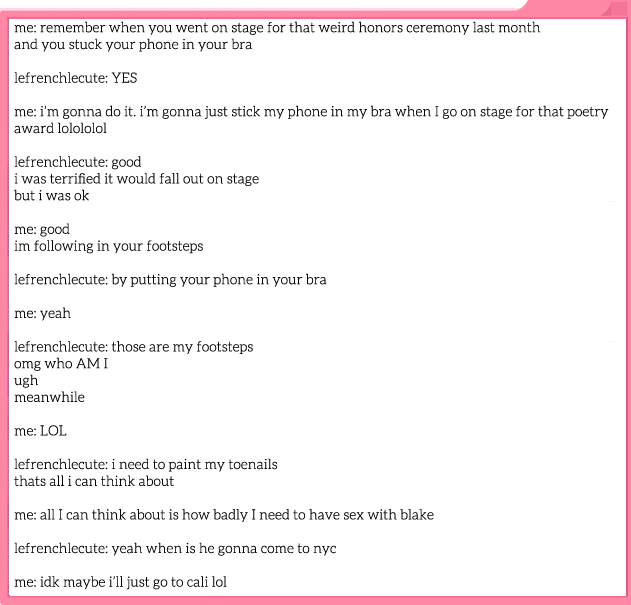 me: remember when you went on stage for that weird honors ceremony last month
and you stuck your phone in your bra
lefrenchlecute: YES
me: i'm gonna do it. i'm gonna just stick my phone in my bra when I go on stage for that poetry
award lolololol
lefrenchlecute: good
i was terrified it would fall out on stage
but i was ok
me: good
im following in your footsteps
lefrenchlecute: by putting your phone in your bra
me: yeah
lefrenchlecute: those are my footsteps
omg who AM I
ugh
meanwhile
me: LOL
lefrenchlecute: i need to paint my toenails
thats all i can think about
me: all I can think about is how badly I need to have sex with blake
lefrenchlecute: yeah when is he gonna come to nyc
me: idk maybe i'll just go to cali lol